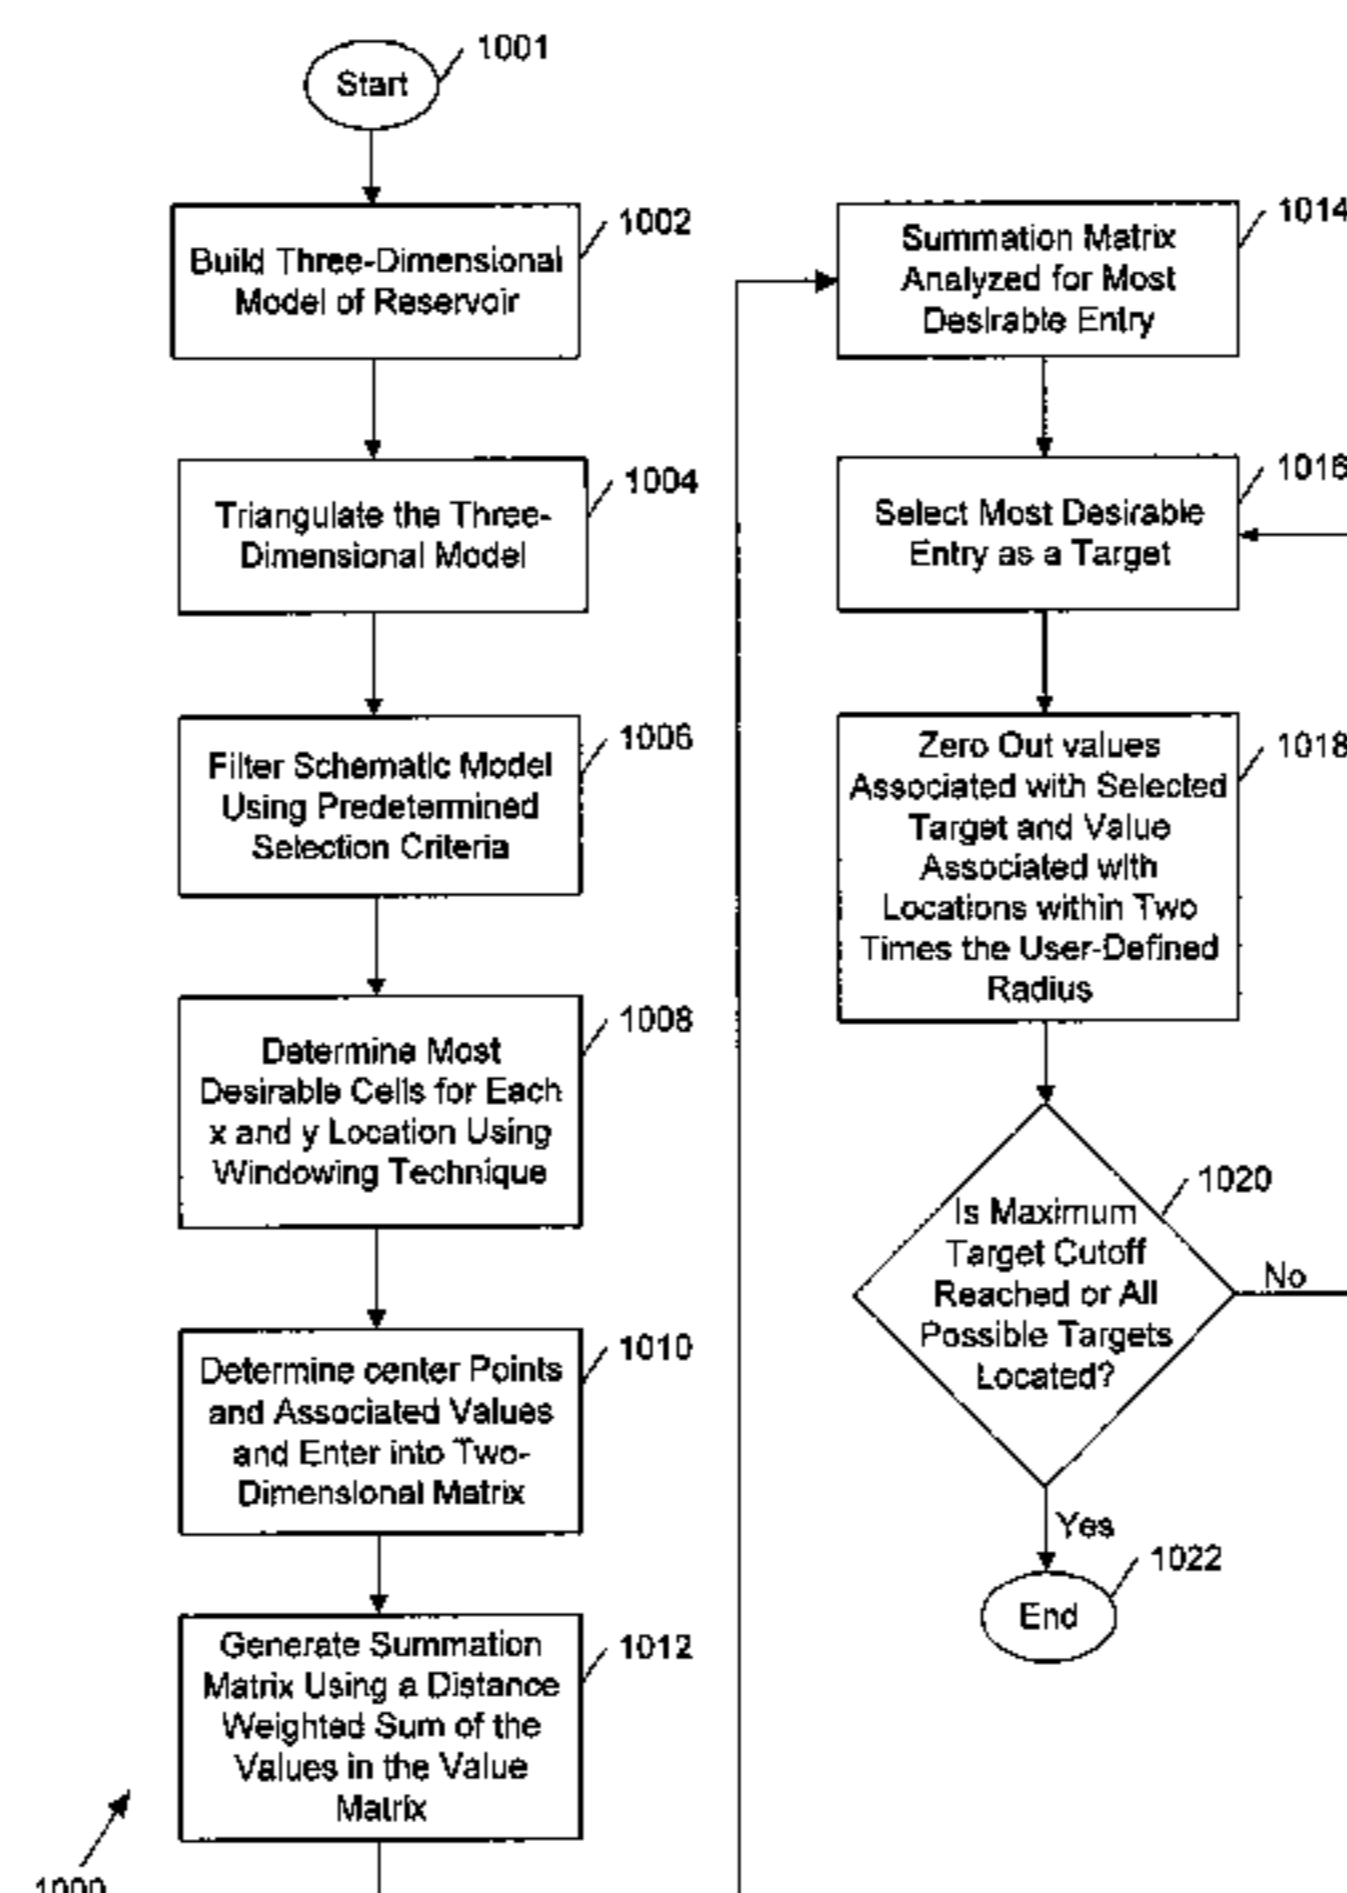 Start
1001
Build Three-Dimensional
Model of Reservoir
1002
Triangulate the Three-
Dimensional Model
1004
Filter Schematic Model
Using Predetermined
Selection Criteria
1006
Determine Most
Desirable Cells for Each
x and y Location Using
Windowing Technique
1008
Determine center Points
and Associated Values
and Enter into Two-
Dimensional Matrix
1010
Generate Summation
Matrix Using a Distance
Weighted Sum of the
Values in the Value
Matrix
1012
1000
Summation Matrix
Analyzed for Most
Desirable Entry
1014
Select Most Desirable
Entry as a Target
1016
Zero Out values
Associated with Selected
Target and Value
Associated with
Locations within Two
Times the User-Defined
Radius
1018
Is Maximum
Target Cutoff
Reached or All
Possible Targets
Located?
1020
No
Yes
End
1022